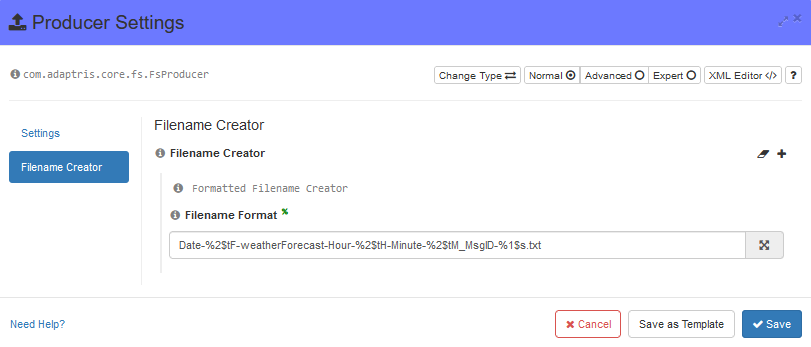 Producer Settings
com.adaptris.core.fs.FsProducer
Change Type
Normal
Advanced
Expert
XML Editor </>
?
Settings
Filename Creator
Filename Creator
Filename Creator
Formatted Filename Creator
Filename Format %
Date-%2$tF-weatherForecast-Hour-%2$tH-Minute-%2$tM_MsgID-%1$s.txt
Need Help?
Cancel
Save as Template
Save